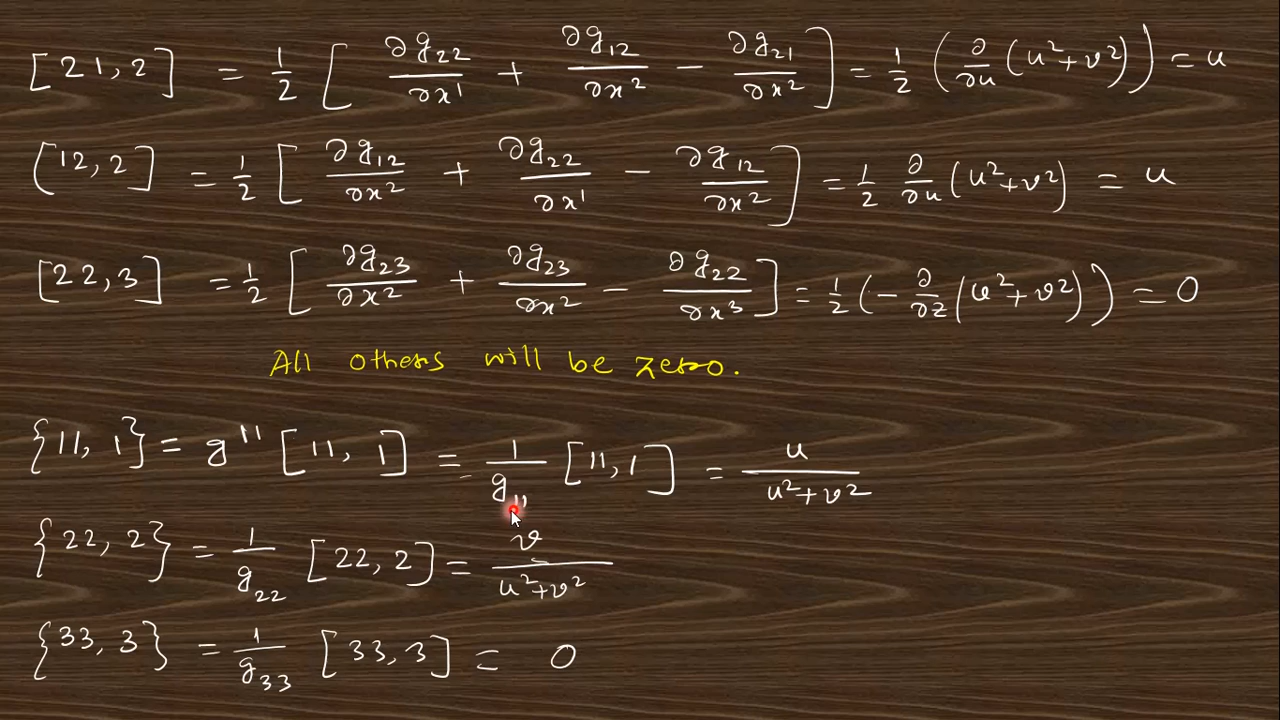 [21,2] = 1/2 [ ∂g₂₂/∂x¹ + ∂g₁₂/∂x² − ∂g₂₁/∂x² ] = 1/2 (∂/∂u (u²+v²)) = u
[12,2] = 1/2 [ ∂g₁₂/∂x² + ∂g₂₂/∂x¹ − ∂g₁₂/∂x² ] = 1/2 ∂/∂u (u²+v²) = u
[22,3] = 1/2 [ ∂g₂₃/∂x² + ∂g₂₃/∂x² − ∂g₂₂/∂x³ ] = 1/2 (− ∂/∂z (u²+v²)) = 0
All others will be zero.
{11, 1} = g¹¹ [11, 1] = 1/g₁₁ [11,1] = u/(u²+v²)
{22, 2} = 1/g₂₂ [22, 2] = v/(u²+v²)
{33, 3} = 1/g₃₃ [33, 3] = 0